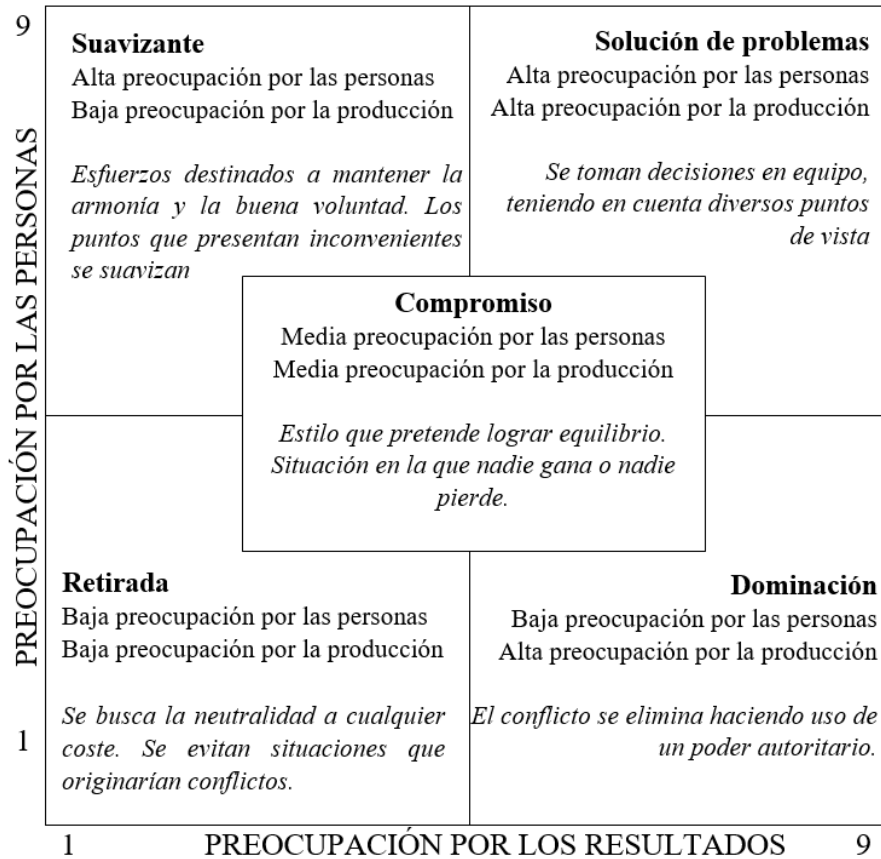 9
Suavizante
Alta preocupación por las personas
Baja preocupación por la producción
Esfuerzos destinados a mantener la
armonía y la buena voluntad. Los
puntos que presentan inconvenientes
se suavizan
Solución de problemas
Alta preocupación por las personas
Alta preocupación por la producción
Se toman decisiones en equipo,
teniendo en cuenta diversos puntos
de vista
PREOCUPACIÓN POR LAS PERSONAS
Compromiso
Media preocupación por las personas
Media preocupación por la producción
Estilo que pretende lograr equilibrio.
Situación en la que nadie gana o nadie
pierde.
Retirada
Baja preocupación por las personas
Baja preocupación por la producción
Se busca la neutralidad a cualquier
coste. Se evitan situaciones que
originarían conflictos.
Dominación
Baja preocupación por las personas
Alta preocupación por la producción
El conflicto se elimina haciendo uso de
un poder autoritario.
1
1
PREOCUPACIÓN POR LOS RESULTADOS
9